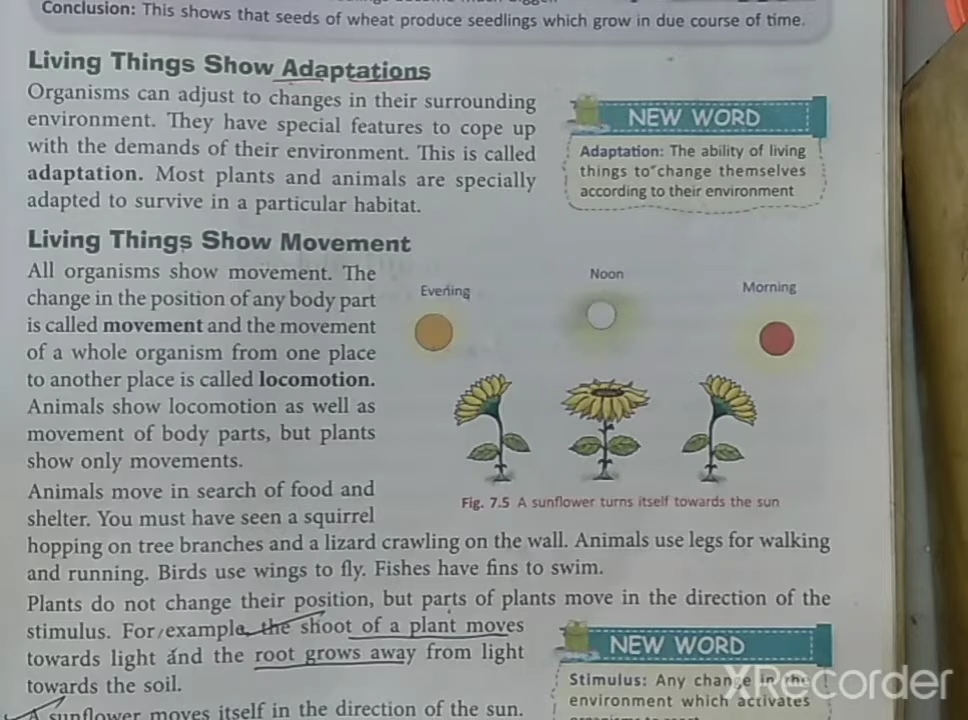 Conclusion: This shows that seeds of wheat produce seedlings which grow in due course of time.
Living Things Show Adaptations
Organisms can adjust to changes in their surrounding
environment. They have special features to cope up
with the demands of their environment. This is called
adaptation. Most plants and animals are specially
adapted to survive in a particular habitat.
NEW WORD
Adaptation: The ability of living
things to change themselves
according to their environment
Living Things Show Movement
All organisms show movement. The
change in the position of any body part
is called movement and the movement
of a whole organism from one place
to another place is called locomotion.
Animals show locomotion as well as
movement of body parts, but plants
show only movements.
Evening
Noon
Morning
Fig. 7.5 A sunflower turns itself towards the sun
Animals move in search of food and
shelter. You must have seen a squirrel
hopping on tree branches and a lizard crawling on the wall. Animals use legs for walking
and running. Birds use wings to fly. Fishes have fins to swim.
Plants do not change their position, but parts of plants move in the direction of the
stimulus. For example, the shoot of a plant moves
towards light and the root grows away from light
towards the soil.
A sunflower moves itself in the direction of the sun.
NEW WORD
Stimulus: Any change in the
environment which activates
XRecorder